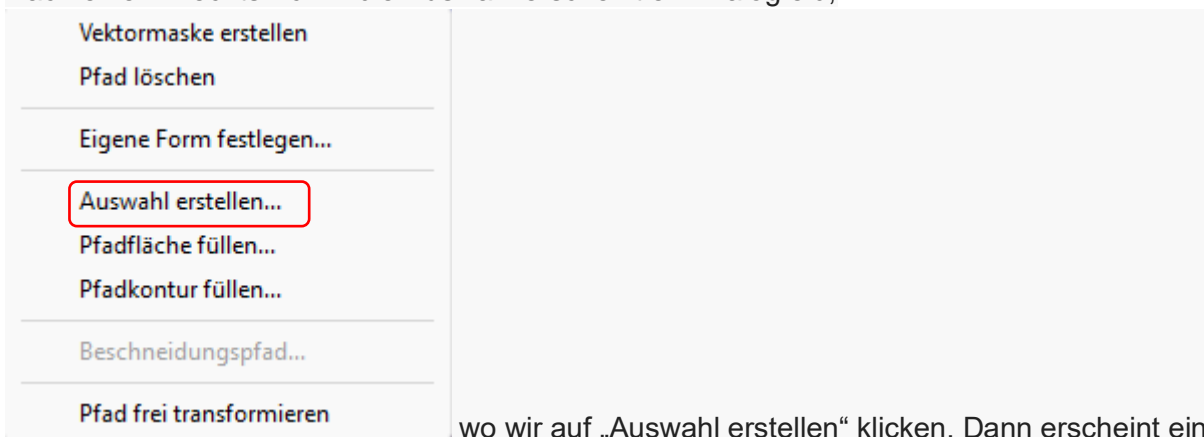 Vektormaske erstellen
Pfad löschen
Eigene Form festlegen...
Auswahl erstellen...
Pfadfläche füllen...
Pfadkontur füllen...
Beschneidungspfad...
Pfad frei transformieren
wo wir auf „Auswahl erstellen“ klicken. Dann erscheint ein